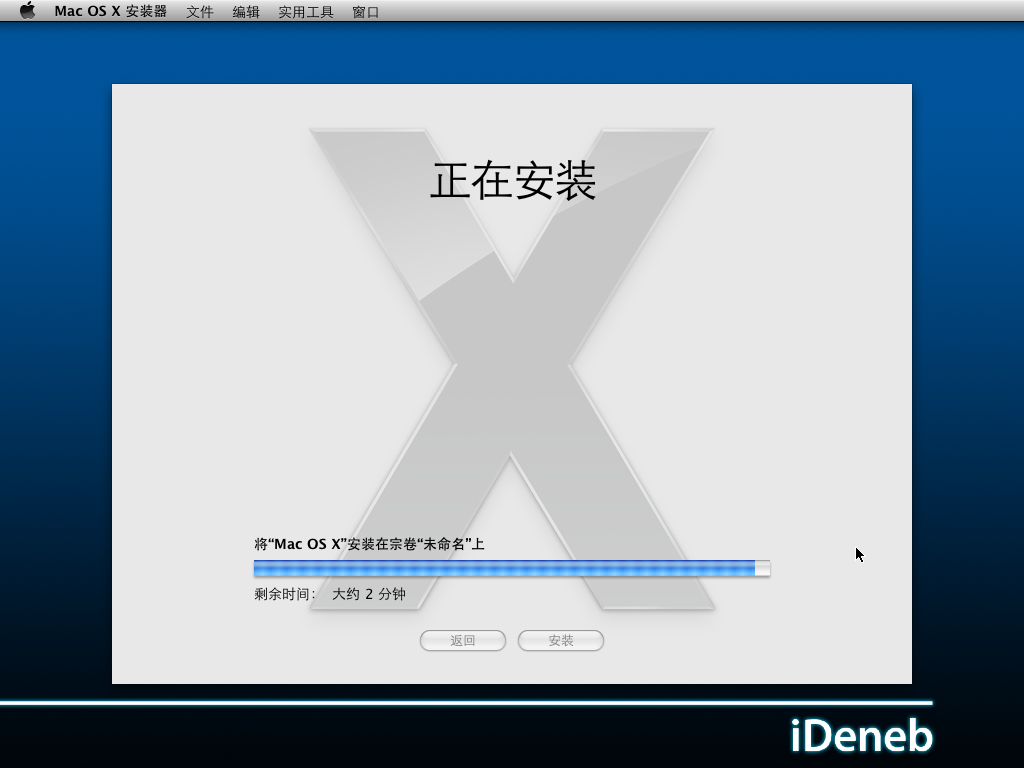 Mac OS X 安装器 文件 编辑 实用工具 窗口
正在安装
将“Mac OS X”安装在宗卷“未命名”上
剩余时间： 大约 2 分钟
返回 安装
iDeneb